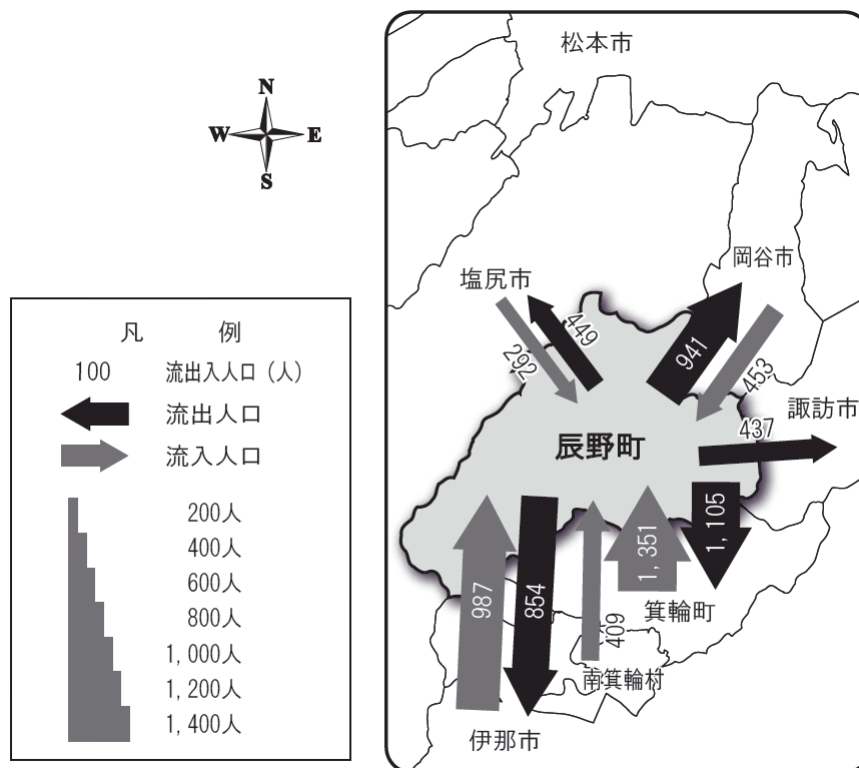 N
W E
S
凡 例
100 流出入人口（人）
流出人口
流入人口
200人
400人
600人
800人
1,000人
1,200人
1,400人
松本市
岡谷市
塩尻市
449
292
941
453
諏訪市
437
辰野町
1,105
1,351
987
854
409
箕輪町
南箕輪村
伊那市